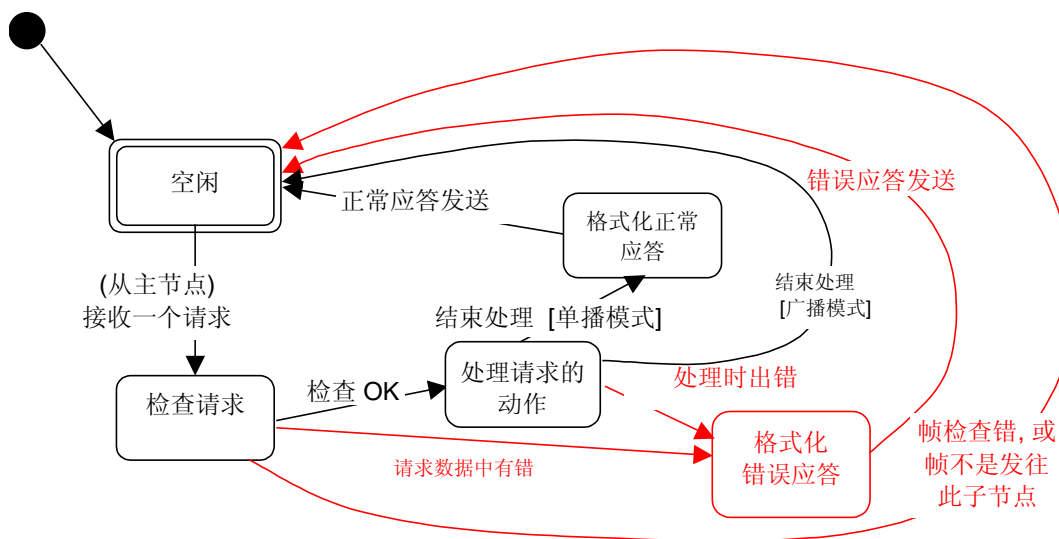 空闲
正常应答发送
错误应答发送
格式化正常
应答
(从主节点)
接收一个请求
结束处理 [单播模式]
结束处理
[广播模式]
检查请求
检查 OK
处理请求的
动作
处理时出错
请求数据中有错
格式化
错误应答
帧检查错, 或
帧不是发往
此子节点